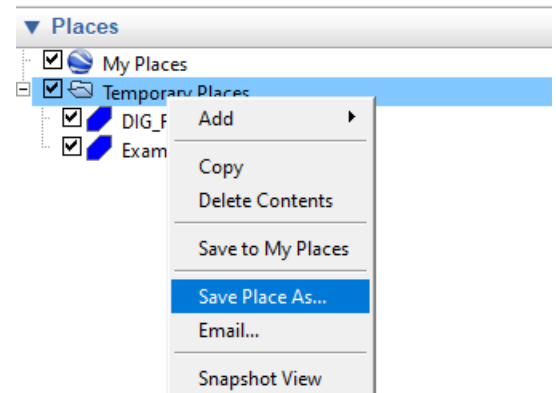 Places
My Places
Temporary Places
DIG_F
Exam
Add
Copy
Delete Contents
Save to My Places
Save Place As...
Email...
Snapshot View